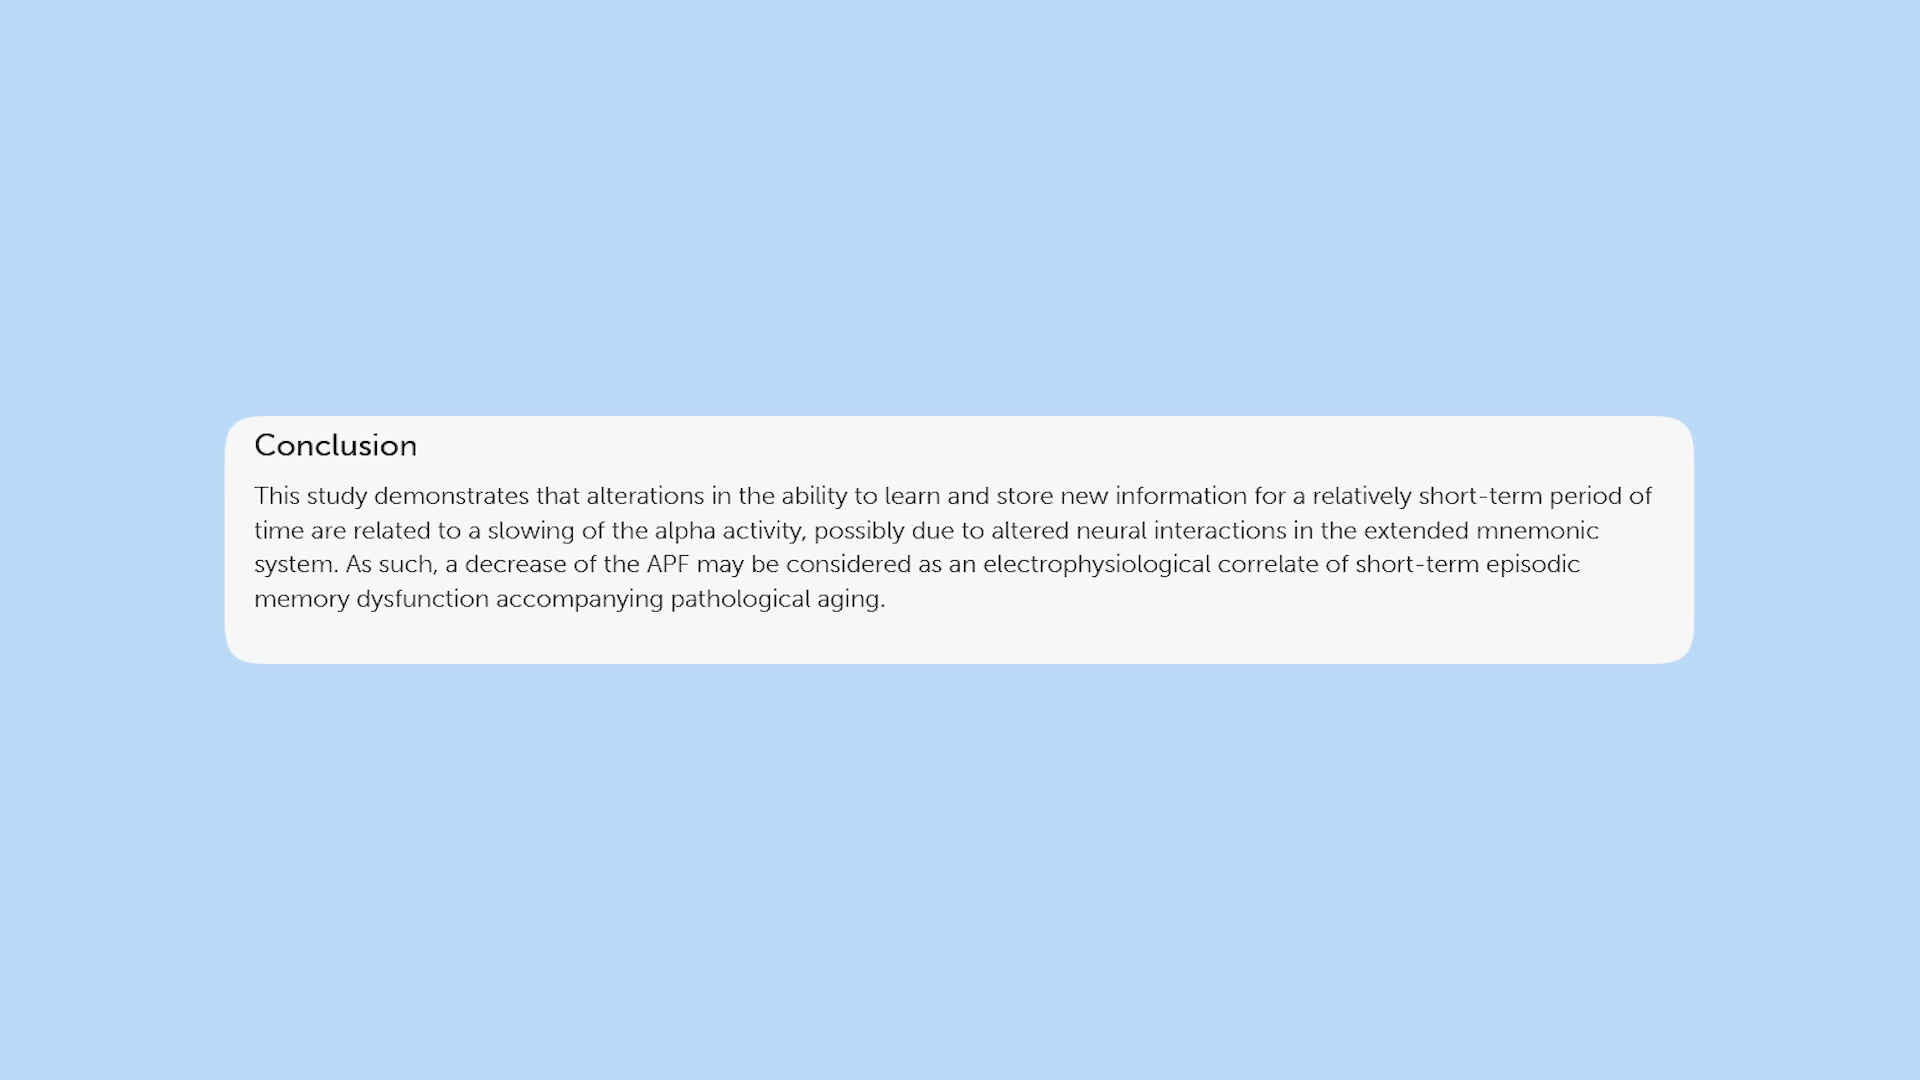 Conclusion
This study demonstrates that alterations in the ability to learn and store new information for a relatively short-term period of
time are related to a slowing of the alpha activity, possibly due to altered neural interactions in the extended mnemonic
system. As such, a decrease of the APF may be considered as an electrophysiological correlate of short-term episodic
memory dysfunction accompanying pathological aging.